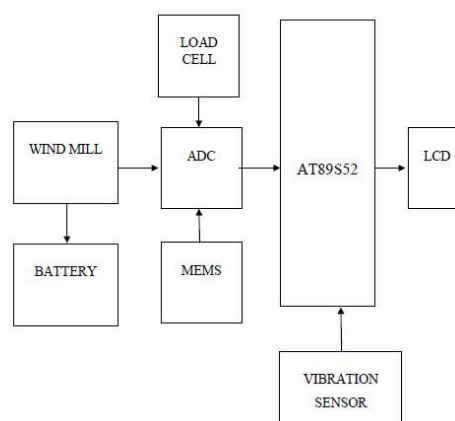 LOAD
CELL
WIND MILL
ADC
AT89S52
LCD
BATTERY
MEMS
VIBRATION
SENSOR